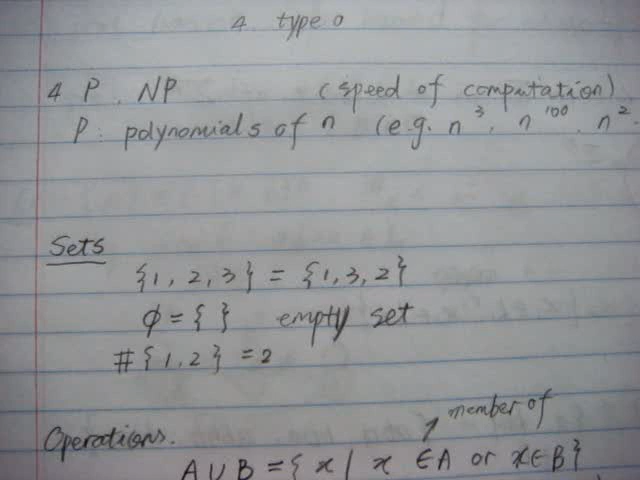 4. type 0
4 P. NP (speed of computation)
P: polynomials of n (e.g. n³, n¹⁰⁰, n².
Sets
{1, 2, 3} = {1, 3, 2}
φ = { } empty set
#{1, 2} = 2
member of
Operations.
A ∪ B = { x | x ∈ A or x ∈ B}